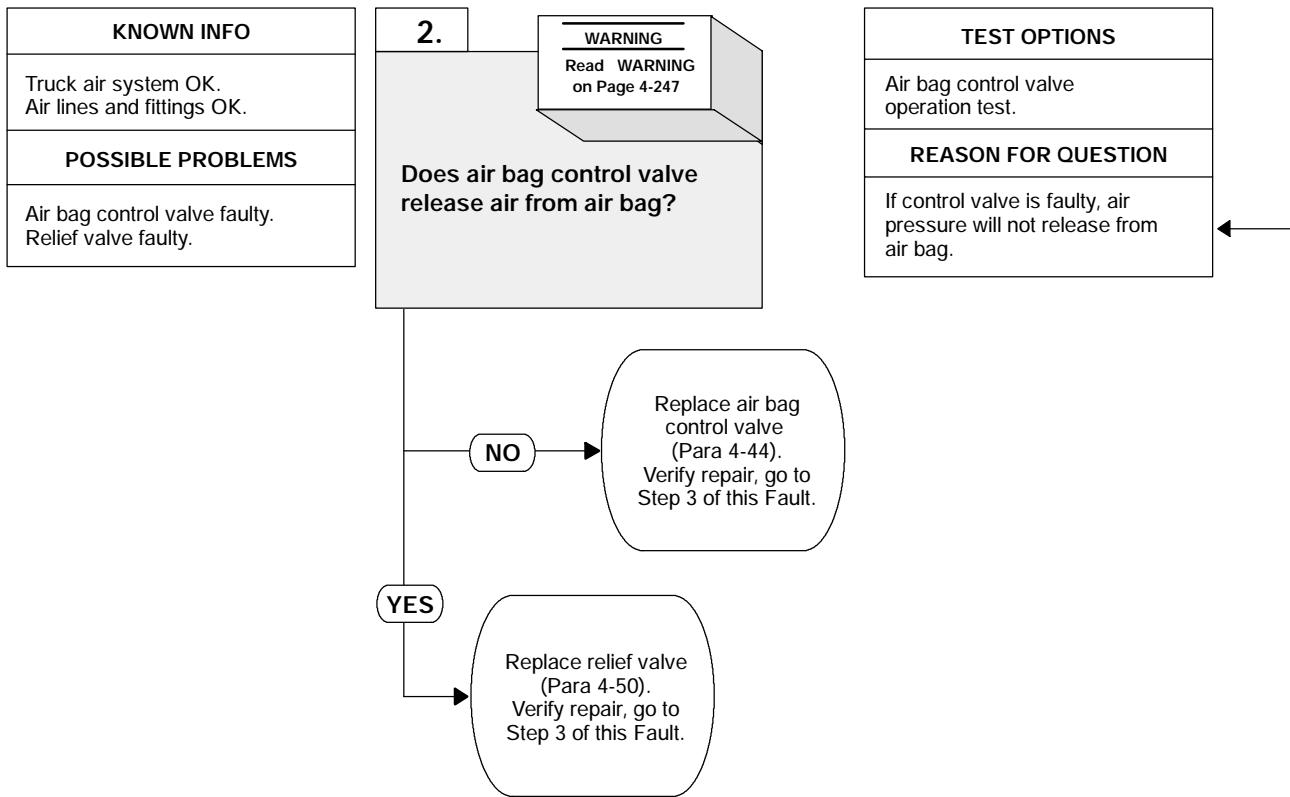 KNOWN INFO
Truck air system OK.
Air lines and fittings OK.
POSSIBLE PROBLEMS
Air bag control valve faulty.
Relief valve faulty.
2.
WARNING
Read WARNING
on Page 4-247
Does air bag control valve
release air from air bag?
TEST OPTIONS
Air bag control valve
operation test.
REASON FOR QUESTION
If control valve is faulty, air
pressure will not release from
air bag.
NO
Replace air bag
control valve
(Para 4-44).
Verify repair, go to
Step 3 of this Fault.
YES
Replace relief valve
(Para 4-50).
Verify repair, go to
Step 3 of this Fault.